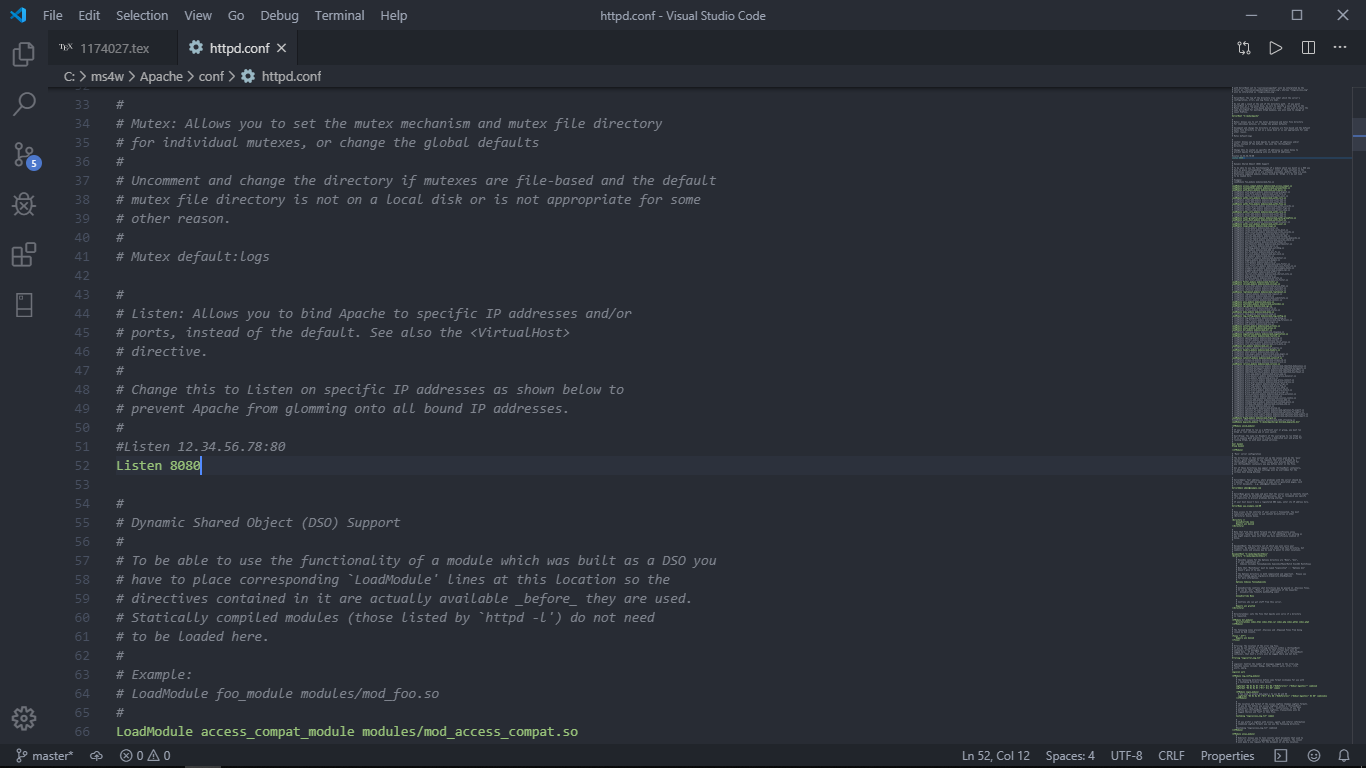 File Edit Selection View Go Debug Terminal Help
httpd.conf - Visual Studio Code
TEX 1174027.tex
httpd.conf
C: > ms4w > Apache > conf > httpd.conf
33 #
34 # Mutex: Allows you to set the mutex mechanism and mutex file directory
35 # for individual mutexes, or change the global defaults
36 #
37 # Uncomment and change the directory if mutexes are file-based and the default
38 # mutex file directory is not on a local disk or is not appropriate for some
39 # other reason.
40 #
41 # Mutex default:logs
42
43 #
44 # Listen: Allows you to bind Apache to specific IP addresses and/or
45 # ports, instead of the default. See also the <VirtualHost>
46 # directive.
47 #
48 # Change this to Listen on specific IP addresses as shown below to
49 # prevent Apache from glomming onto all bound IP addresses.
50 #
51 #Listen 12.34.56.78:80
52 Listen 8080
53
54 #
55 # Dynamic Shared Object (DSO) Support
56 #
57 # To be able to use the functionality of a module which was built as a DSO you
58 # have to place corresponding `LoadModule' lines at this location so the
59 # directives contained in it are actually available _before_ they are used.
60 # Statically compiled modules (those listed by `httpd -l') do not need
61 # to be loaded here.
62 #
63 # Example:
64 # LoadModule foo_module modules/mod_foo.so
65 #
66 LoadModule access_compat_module modules/mod_access_compat.so
5
master* 0 0
Ln 52, Col 12 Spaces: 4 UTF-8 CRLF Properties